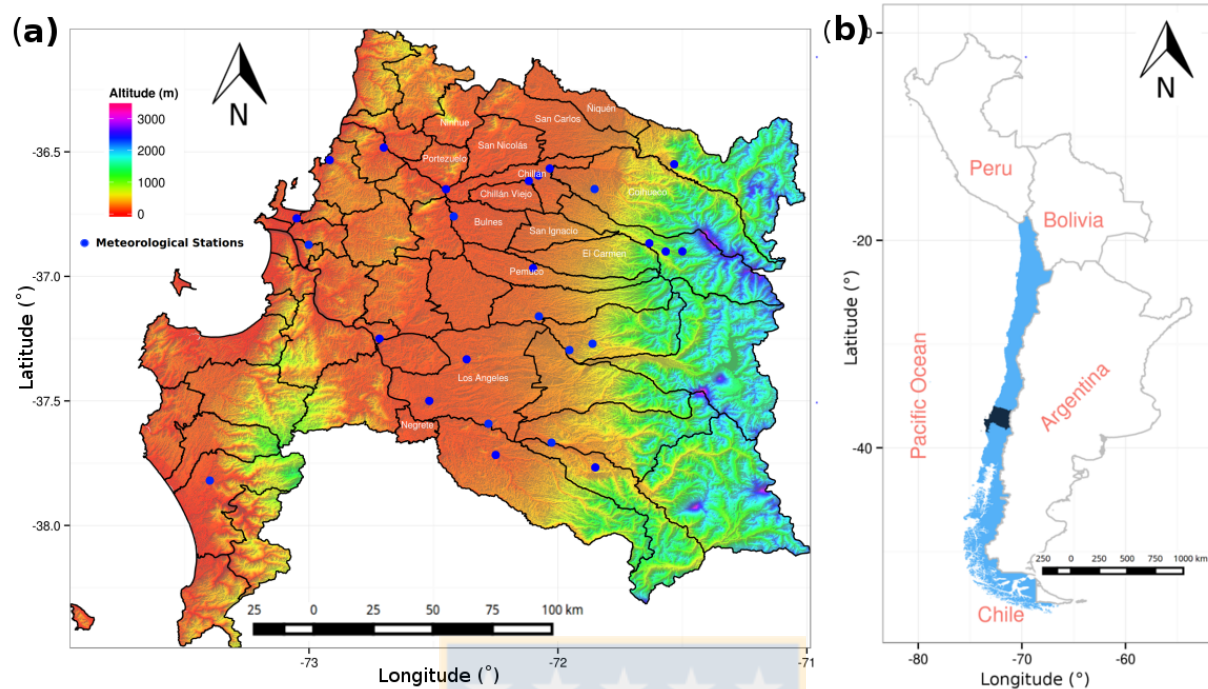 (a)
N
Altitude (m)
3000
2000
1000
0
Meteorological Stations
Ñiquén
San Carlos
Ninhue
San Nicolás
Portezuelo
Chillán
Coihueco
Chillán Viejo
Bulnes
San Ignacio
El Carmen
Pemuco
Los Ángeles
Negrete
-36.5
-37.0
-37.5
-38.0
Latitude (°)
25 0 25 50 75 100 km
-73 -72 -71
Longitude (°)
(b)
N
0
-20
-40
Latitude (°)
Peru
Bolivia
Pacific Ocean
Argentina
Chile
250 0 250 500 750 1000 km
-80 -70 -60
Longitude (°)